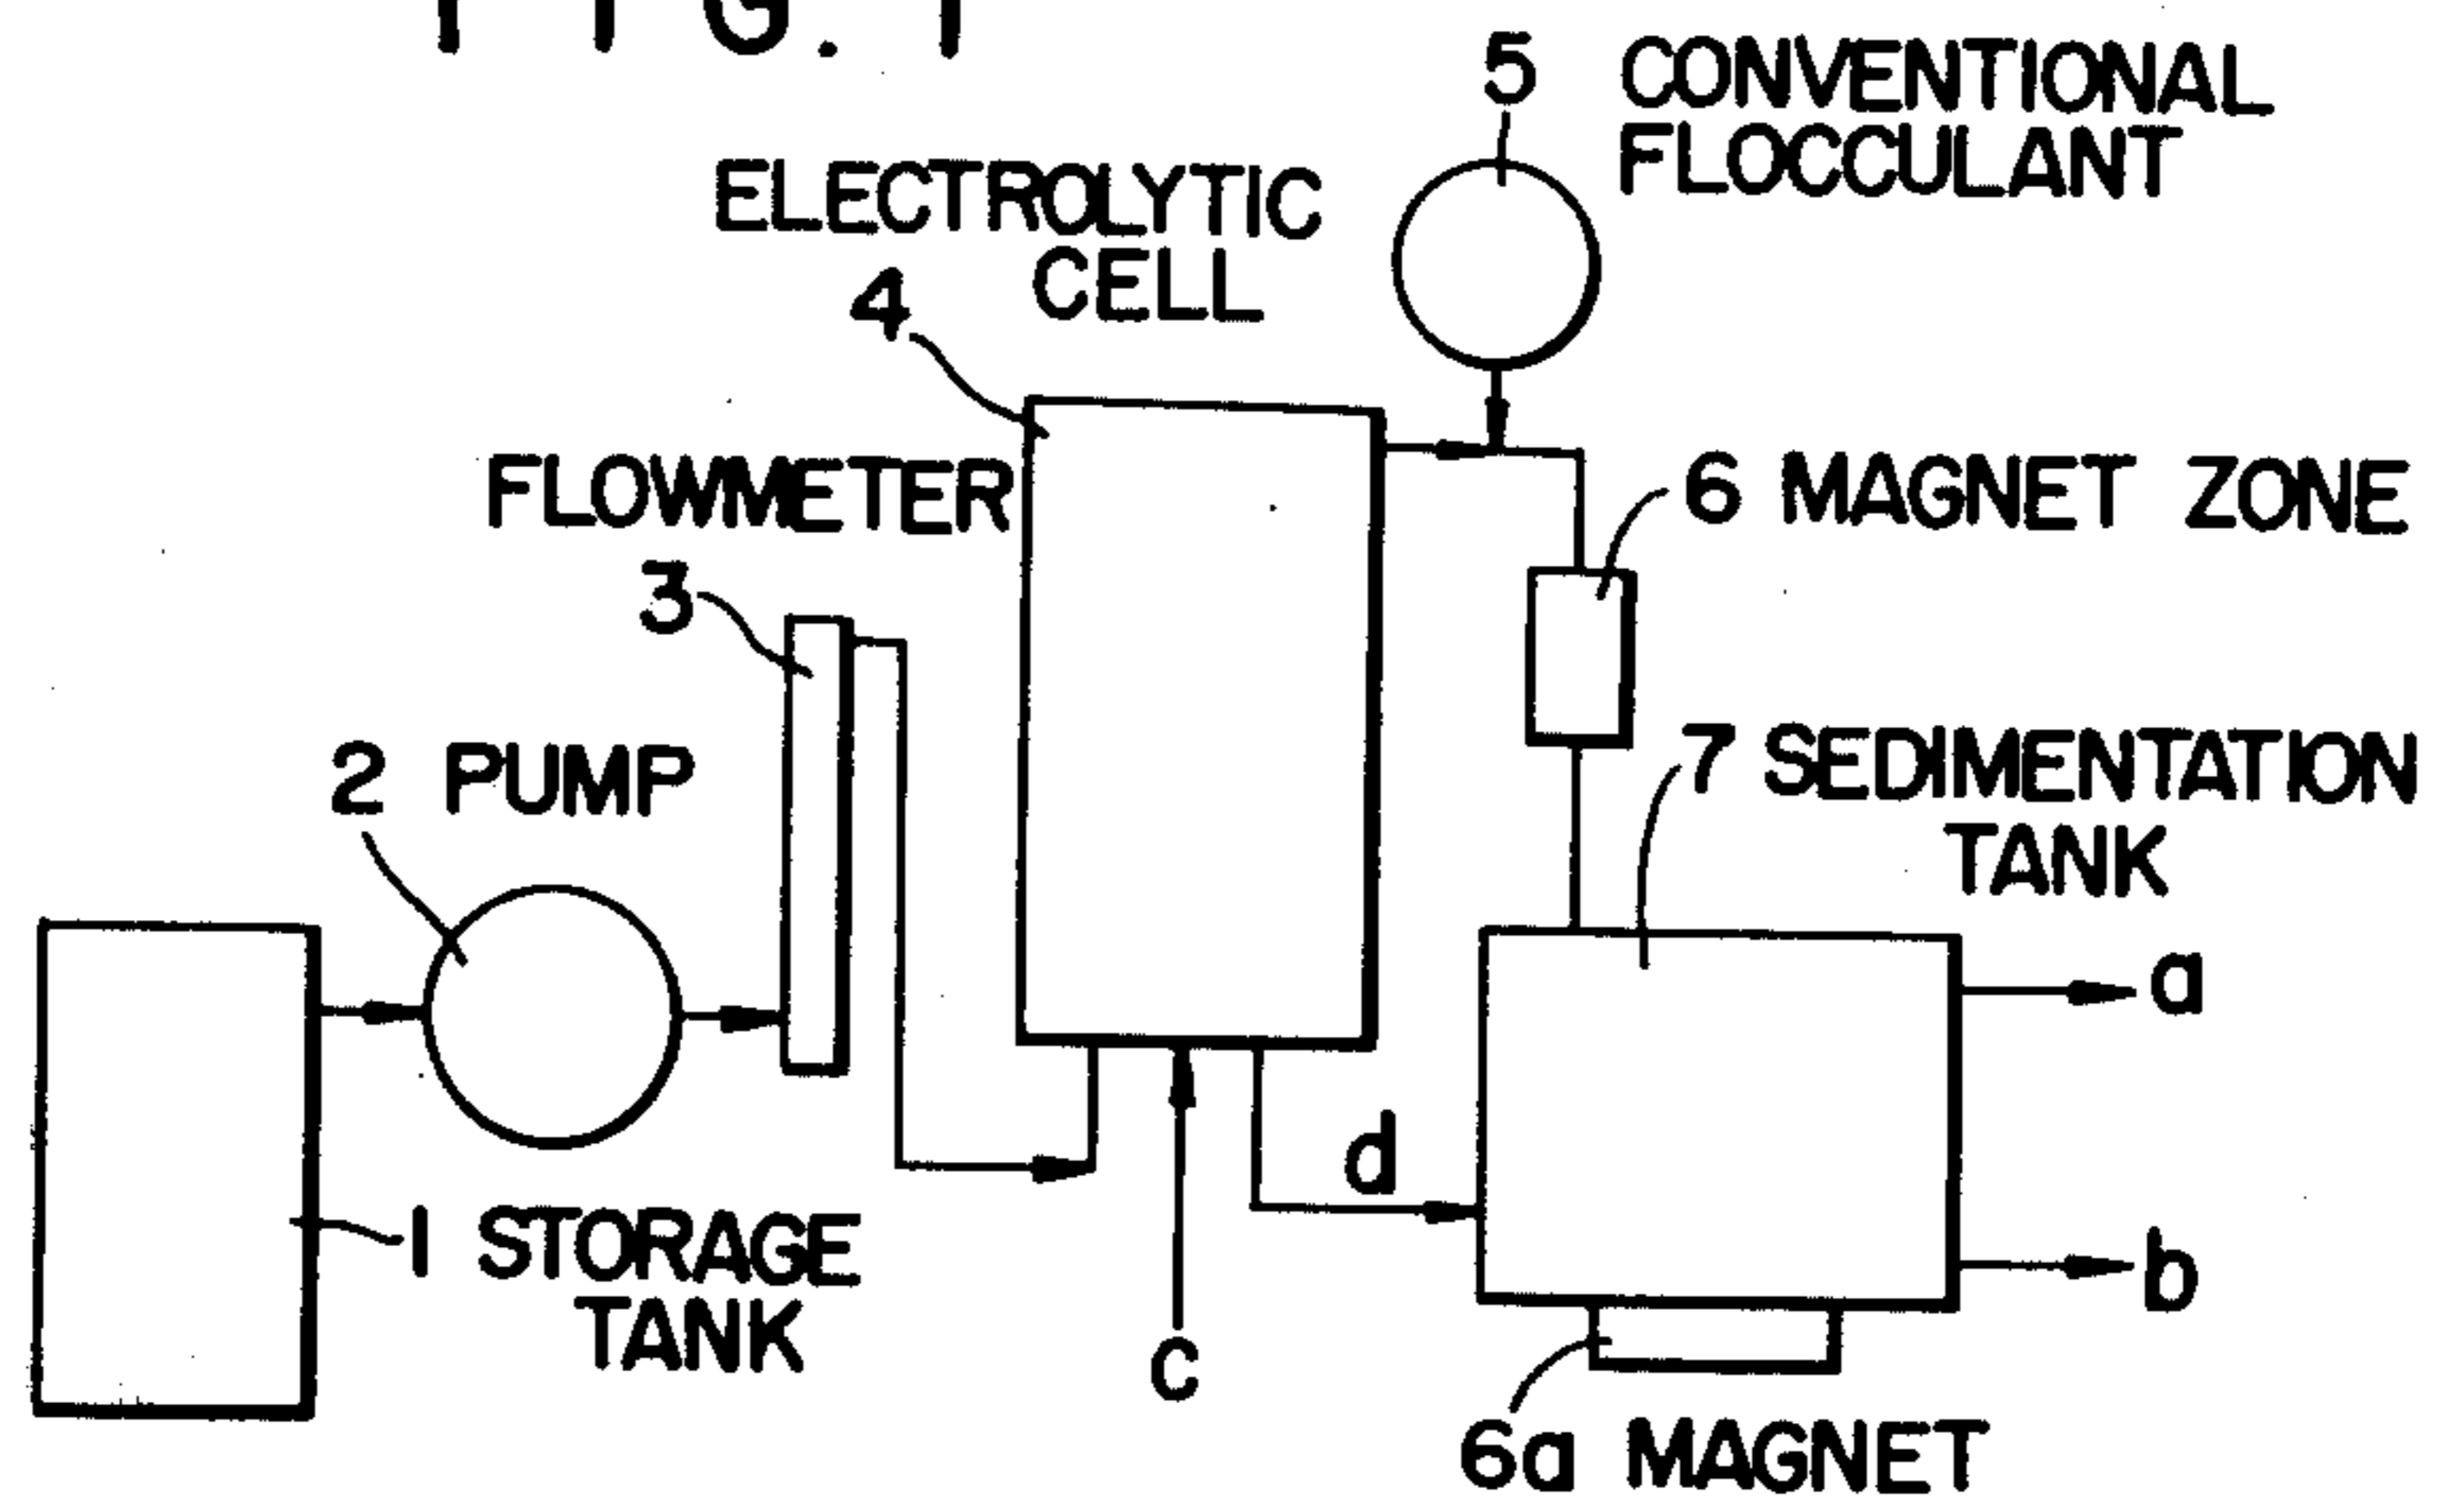 FIG. 1
5 CONVENTIONAL
FLOCCULANT
ELECTROLYTIC
CELL
4
FLOWMETER
3
6 MAGNET ZONE
2 PUMP
7 SEDIMENTATION
TANK
a
d
b
1 STORAGE
TANK
c
6a MAGNET